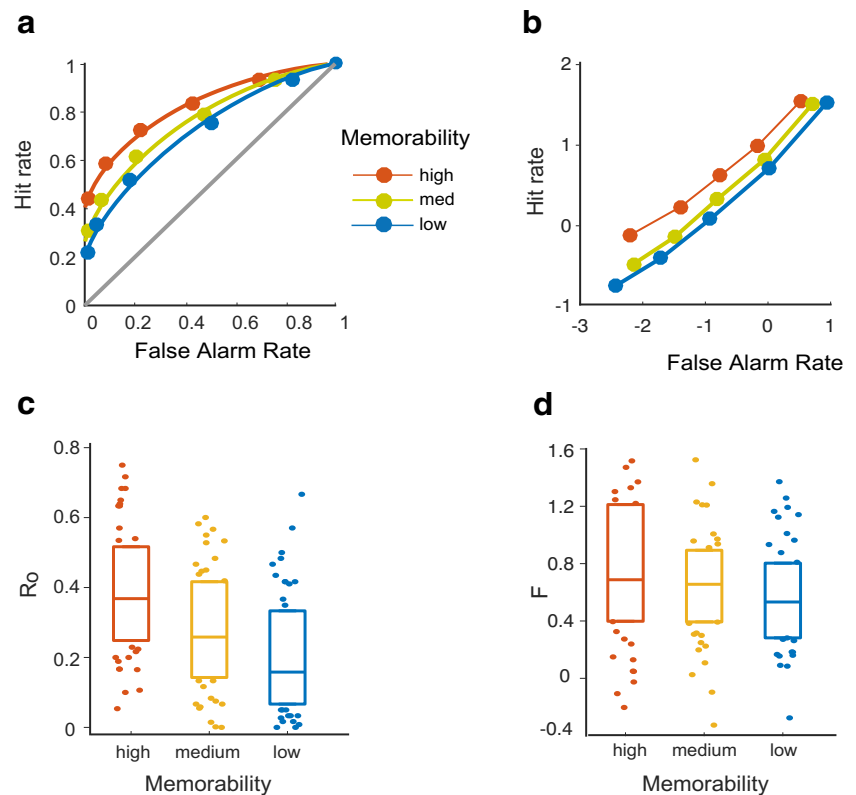 a
1
0.8
0.6
0.4
0.2
0
Hit rate
0 0.2 0.4 0.6 0.8 1
False Alarm Rate
Memorability
high
med
low
b
2
1
0
-1
Hit rate
-3 -2 -1 0 1
False Alarm Rate
c
0.8
0.6
0.4
0.2
0
Ro
high medium low
Memorability
d
1.6
1.2
0.8
0.4
0
-0.4
F
high medium low
Memorability